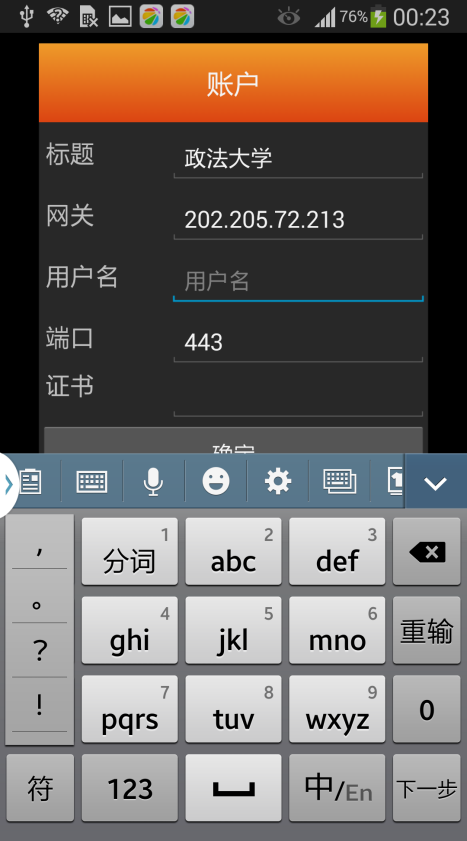 76% 00:23
账户
标题 政法大学
网关 202.205.72.213
用户名 用户名
端口 443
证书
确定
, 分词 1 abc 2 def 3
。 ghi 4 jkl 5 mno 6 重输
? pqrs 7 tuv 8 wxyz 9 0
!
符 123 中/En 下一步